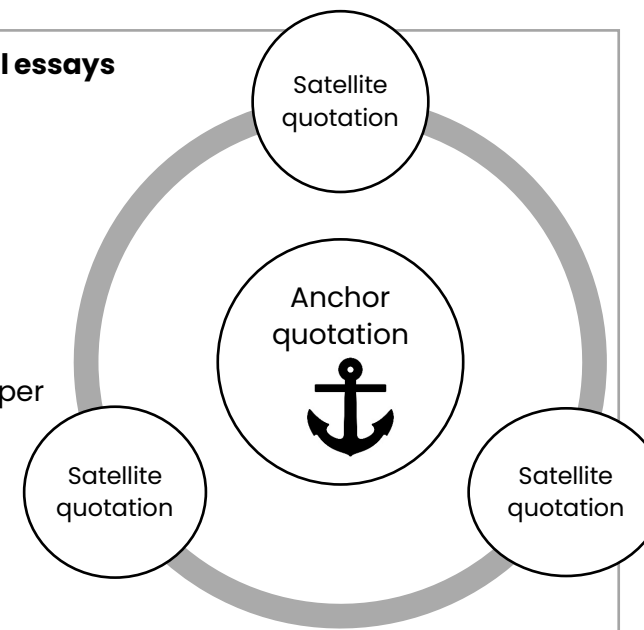 l essays
Satellite
quotation
Anchor
quotation
per
Satellite
quotation
Satellite
quotation